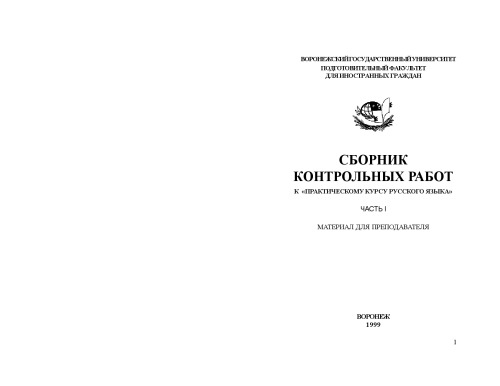 ВОРОНЕЖСКИЙ ГОСУДАРСТВЕННЫЙ УНИВЕРСИТЕТ
ПОДГОТОВИТЕЛЬНЫЙ ФАКУЛЬТЕТ
ДЛЯ ИНОСТРАННЫХ ГРАЖДАН
СБОРНИК
КОНТРОЛЬНЫХ РАБОТ
К «ПРАКТИЧЕСКОМУ КУРСУ РУССКОГО ЯЗЫКА»
ЧАСТЬ I
МАТЕРИАЛ ДЛЯ ПРЕПОДАВАТЕЛЯ
ВОРОНЕЖ
1999
1